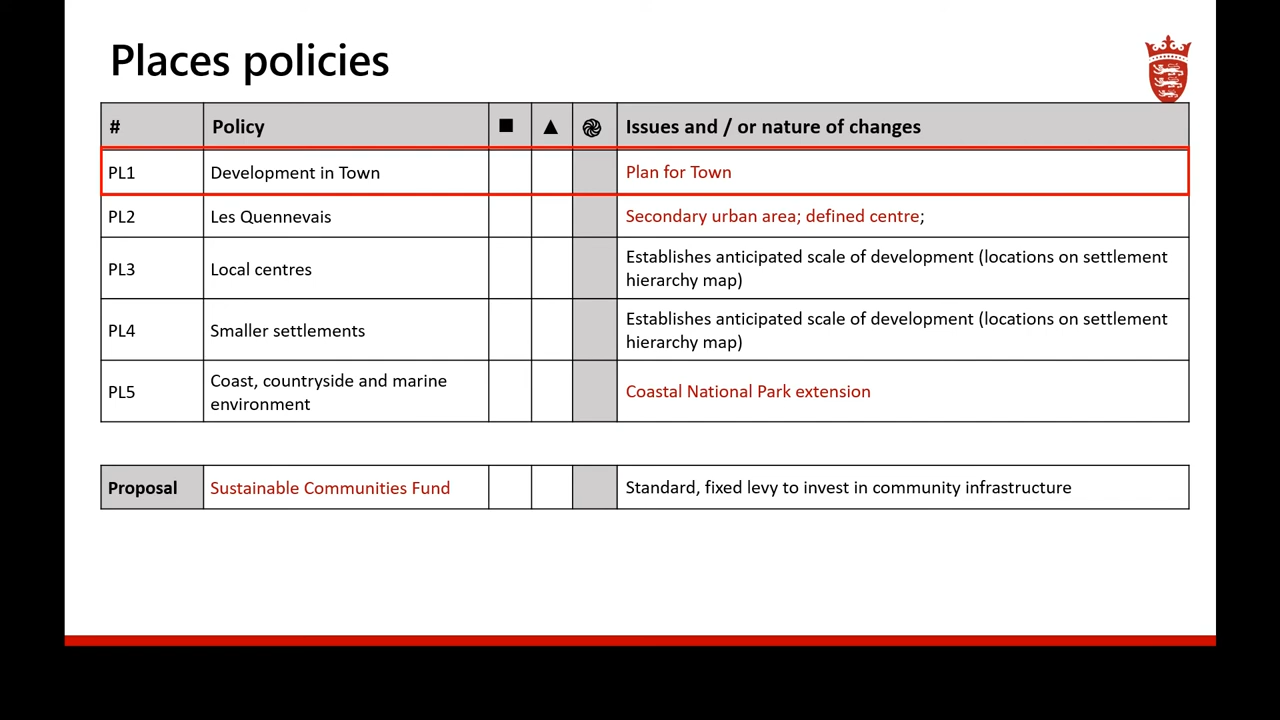 Places policies
# Policy ■ ▲ Issues and / or nature of changes
PL1 Development in Town Plan for Town
PL2 Les Quennevais Secondary urban area; defined centre;
PL3 Local centres Establishes anticipated scale of development (locations on settlement
hierarchy map)
PL4 Smaller settlements Establishes anticipated scale of development (locations on settlement
hierarchy map)
PL5 Coast, countryside and marine
environment Coastal National Park extension
Proposal Sustainable Communities Fund Standard, fixed levy to invest in community infrastructure